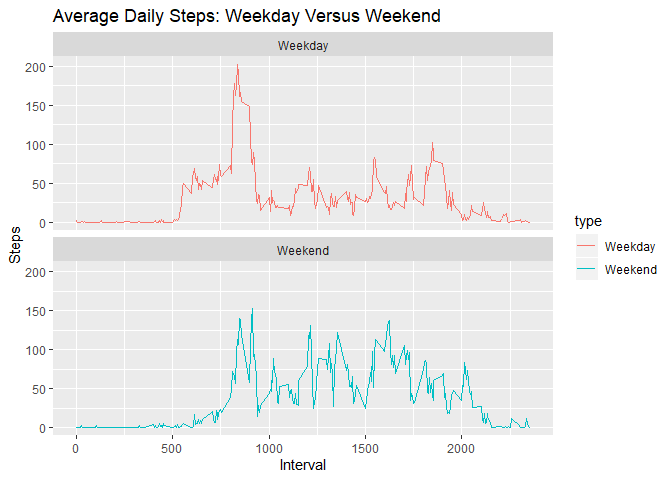 Average Daily Steps: Weekday Versus Weekend
Weekday
200
150
100
50
0
Weekend
200
150
100
50
0
Steps
0
500
1000
1500
2000
Interval
type
Weekday
Weekend